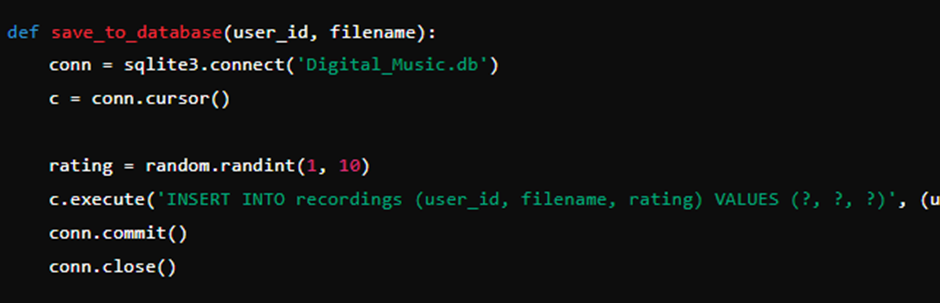 def save_to_database(user_id, filename):
    conn = sqlite3.connect('Digital_Music.db')
    c = conn.cursor()

    rating = random.randint(1, 10)
    c.execute('INSERT INTO recordings (user_id, filename, rating) VALUES (?, ?, ?)', (u
    conn.commit()
    conn.close()